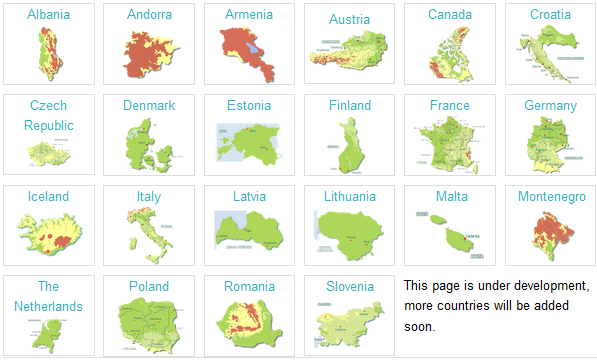 Albania
Andorra
Armenia
Austria
Canada
Croatia
Czech
Republic
Denmark
Estonia
Finland
France
Germany
Iceland
Italy
Latvia
Lithuania
Malta
Montenegro
The
Netherlands
Poland
Romania
Slovenia
This page is under development,
more countries will be added
soon.